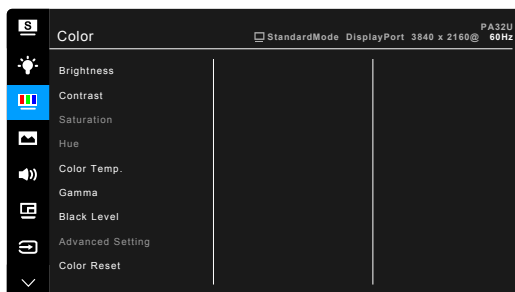 S
PA32U
Color
StandardMode DisplayPort 3840 x 2160@ 60Hz
Brightness
Contrast
Saturation
Hue
Color Temp.
Gamma
Black Level
Advanced Setting
Color Reset